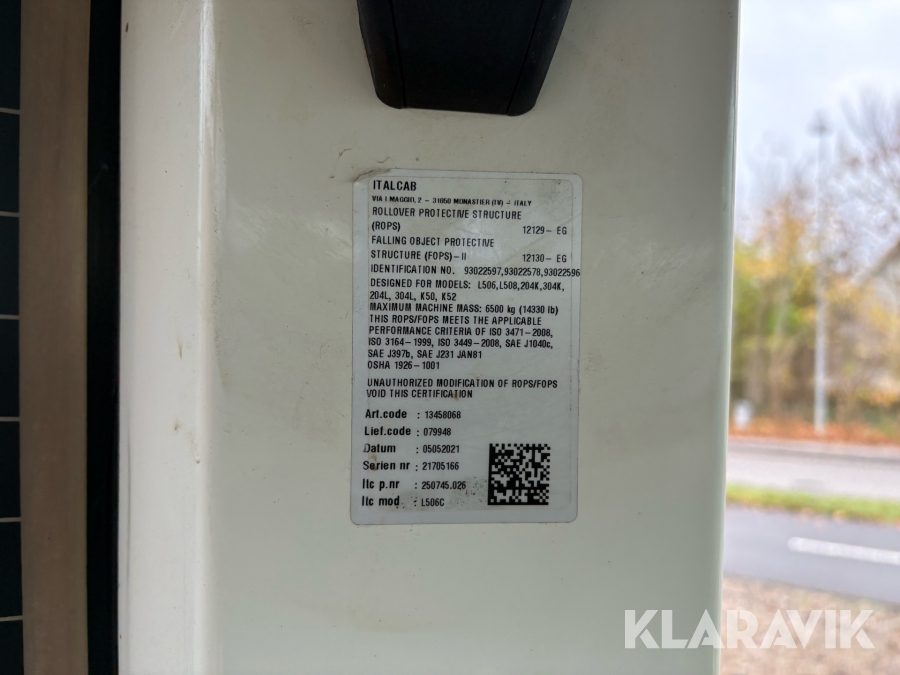 ITALCAB
VIA I MAGGIO, 2 - 31050 MONASTIER (TV) - ITALY
ROLLOVER PROTECTIVE STRUCTURE
(ROPS) 12129- EG
FALLING OBJECT PROTECTIVE
STRUCTURE (FOPS)-II 12130- EG
IDENTIFICATION NO. 93022597,93022578,93022596
DESIGNED FOR MODELS: L506,L508,204K,304K,
204L, 304L, K50, K52
MAXIMUM MACHINE MASS: 6500 kg (14330 lb)
THIS ROPS/FOPS MEETS THE APPLICABLE
PERFORMANCE CRITERIA OF ISO 3471-2008,
ISO 3164-1999, ISO 3449-2008, SAE J1040c,
SAE J397b, SAE J231 JAN81
OSHA 1926-1001
UNAUTHORIZED MODIFICATION OF ROPS/FOPS
VOID THIS CERTIFICATION
Art.code : 13458068
Lief.code : 079948
Datum : 05052021
Serien nr : 21705166
Itc p.nr : 250745.026
Itc mod : L506C
KLARAVIK